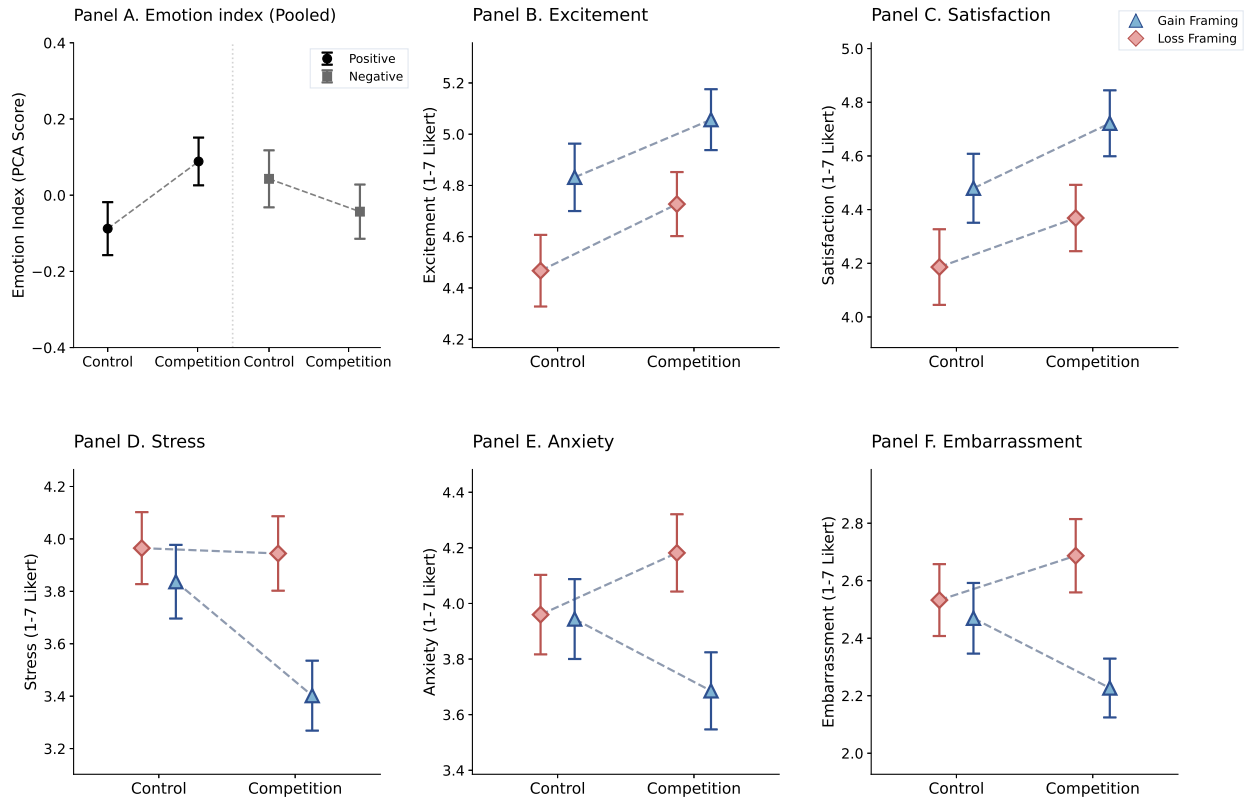 Panel A. Emotion index (Pooled)
Emotion Index (PCA Score)
0.4
0.2
0.0
−0.2
−0.4
Positive
Negative
Control
Competition
Control
Competition
Panel B. Excitement
Excitement (1-7 Likert)
5.2
5.0
4.8
4.6
4.4
4.2
Control
Competition
Panel C. Satisfaction
Gain Framing
Loss Framing
Satisfaction (1-7 Likert)
5.0
4.8
4.6
4.4
4.2
4.0
Control
Competition
Panel D. Stress
Stress (1-7 Likert)
4.2
4.0
3.8
3.6
3.4
3.2
Control
Competition
Panel E. Anxiety
Anxiety (1-7 Likert)
4.4
4.2
4.0
3.8
3.6
3.4
Control
Competition
Panel F. Embarrassment
Embarrassment (1-7 Likert)
2.8
2.6
2.4
2.2
2.0
Control
Competition